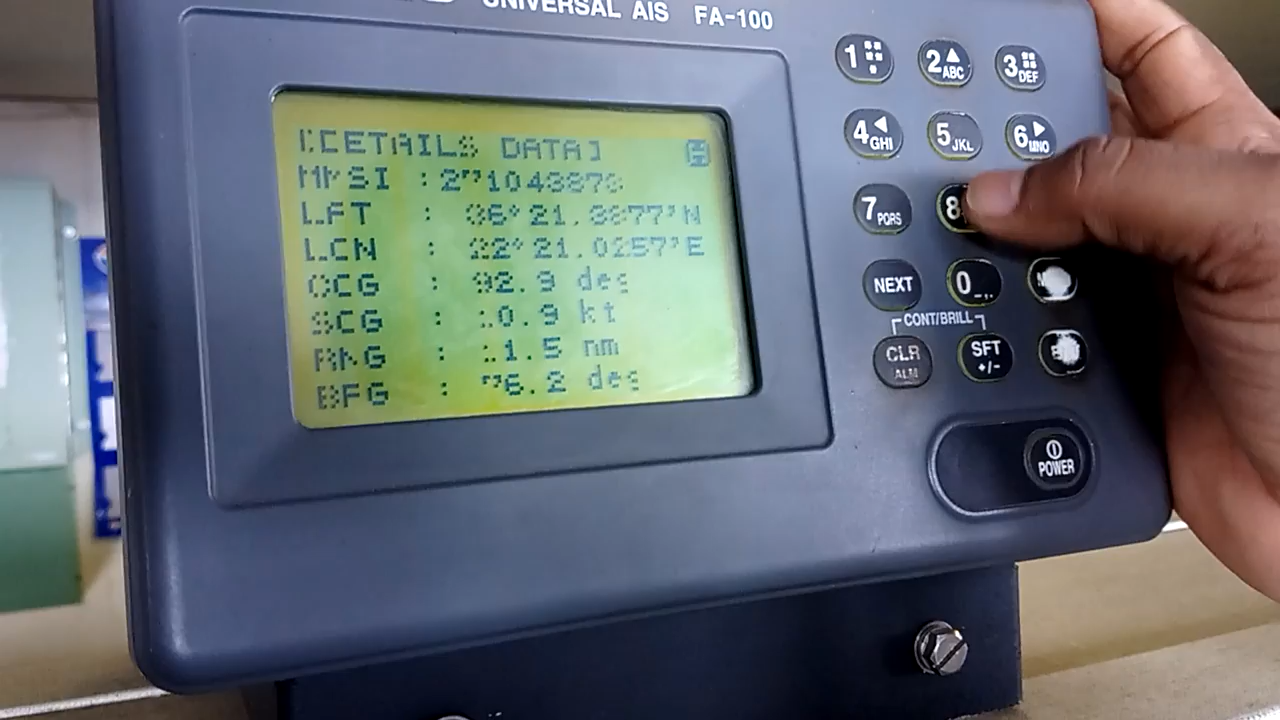 UNIVERSAL AIS FA-100
[DETAILS DATA]
MMSI : 271043873
LAT : 36°21.3877'N
LON : 22°21.0257'E
COG : 92.9 deg
SOG : 10.9 kt
RNG : 11.5 nm
BRG : 76.2 deg
1
2 ABC
3 DEF
4 GHI
5 JKL
6 MNO
7 PQRS
8
NEXT
0 _,.
CONT/BRILL
CLR ALM
SFT +/-
POWER